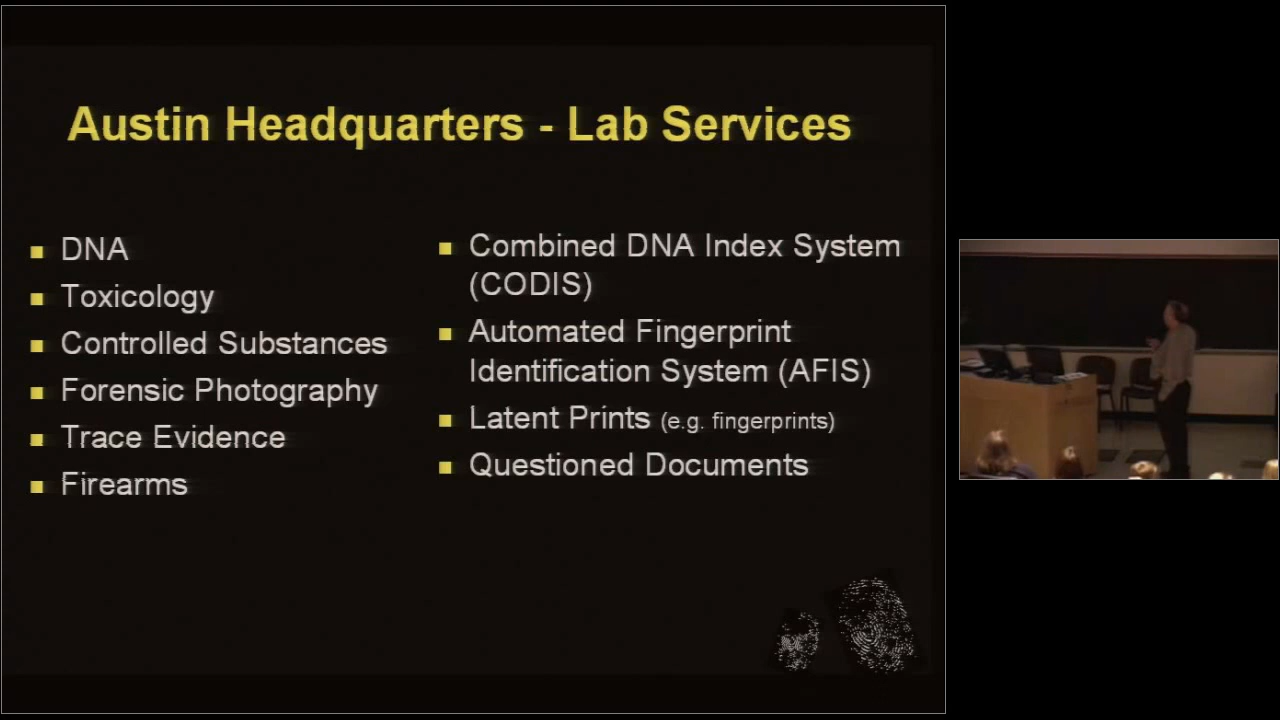 Austin Headquarters - Lab Services
DNA
Toxicology
Controlled Substances
Forensic Photography
Trace Evidence
Firearms
Combined DNA Index System
(CODIS)
Automated Fingerprint
Identification System (AFIS)
Latent Prints (e.g. fingerprints)
Questioned Documents